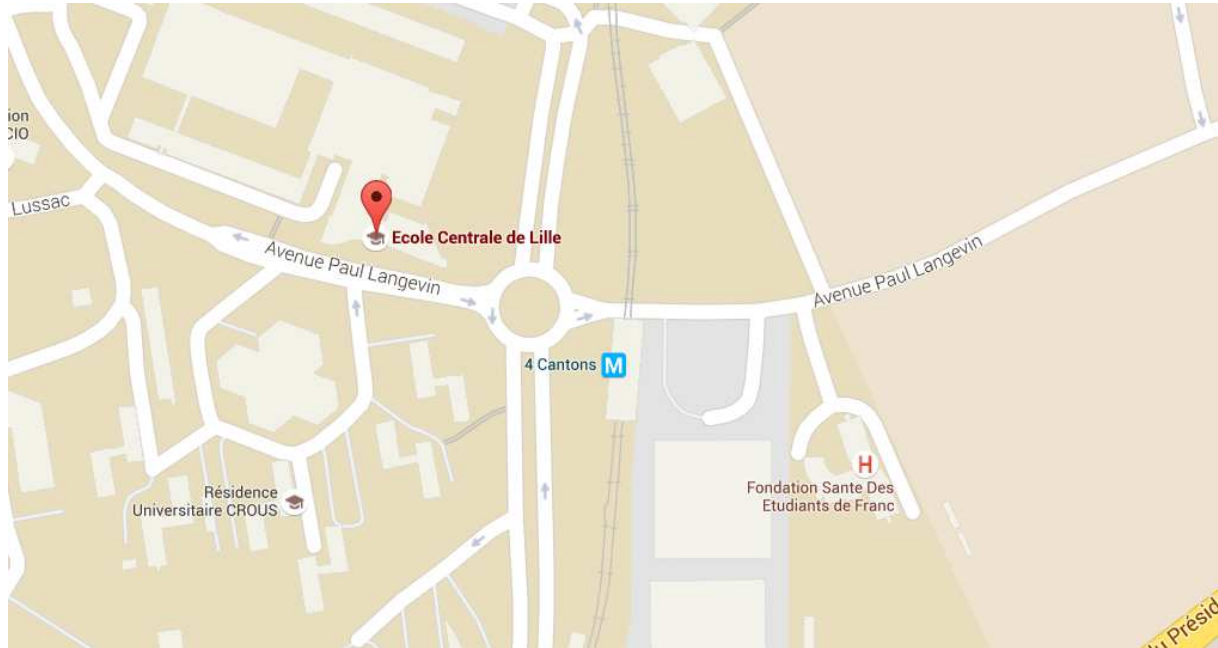 ion
CIO
Lussac
Ecole Centrale de Lille
Avenue Paul Langevin
Avenue Paul Langevin
4 Cantons M
H
Fondation Sante Des
Etudiants de Franc
Résidence
Universitaire CROUS
du Présid